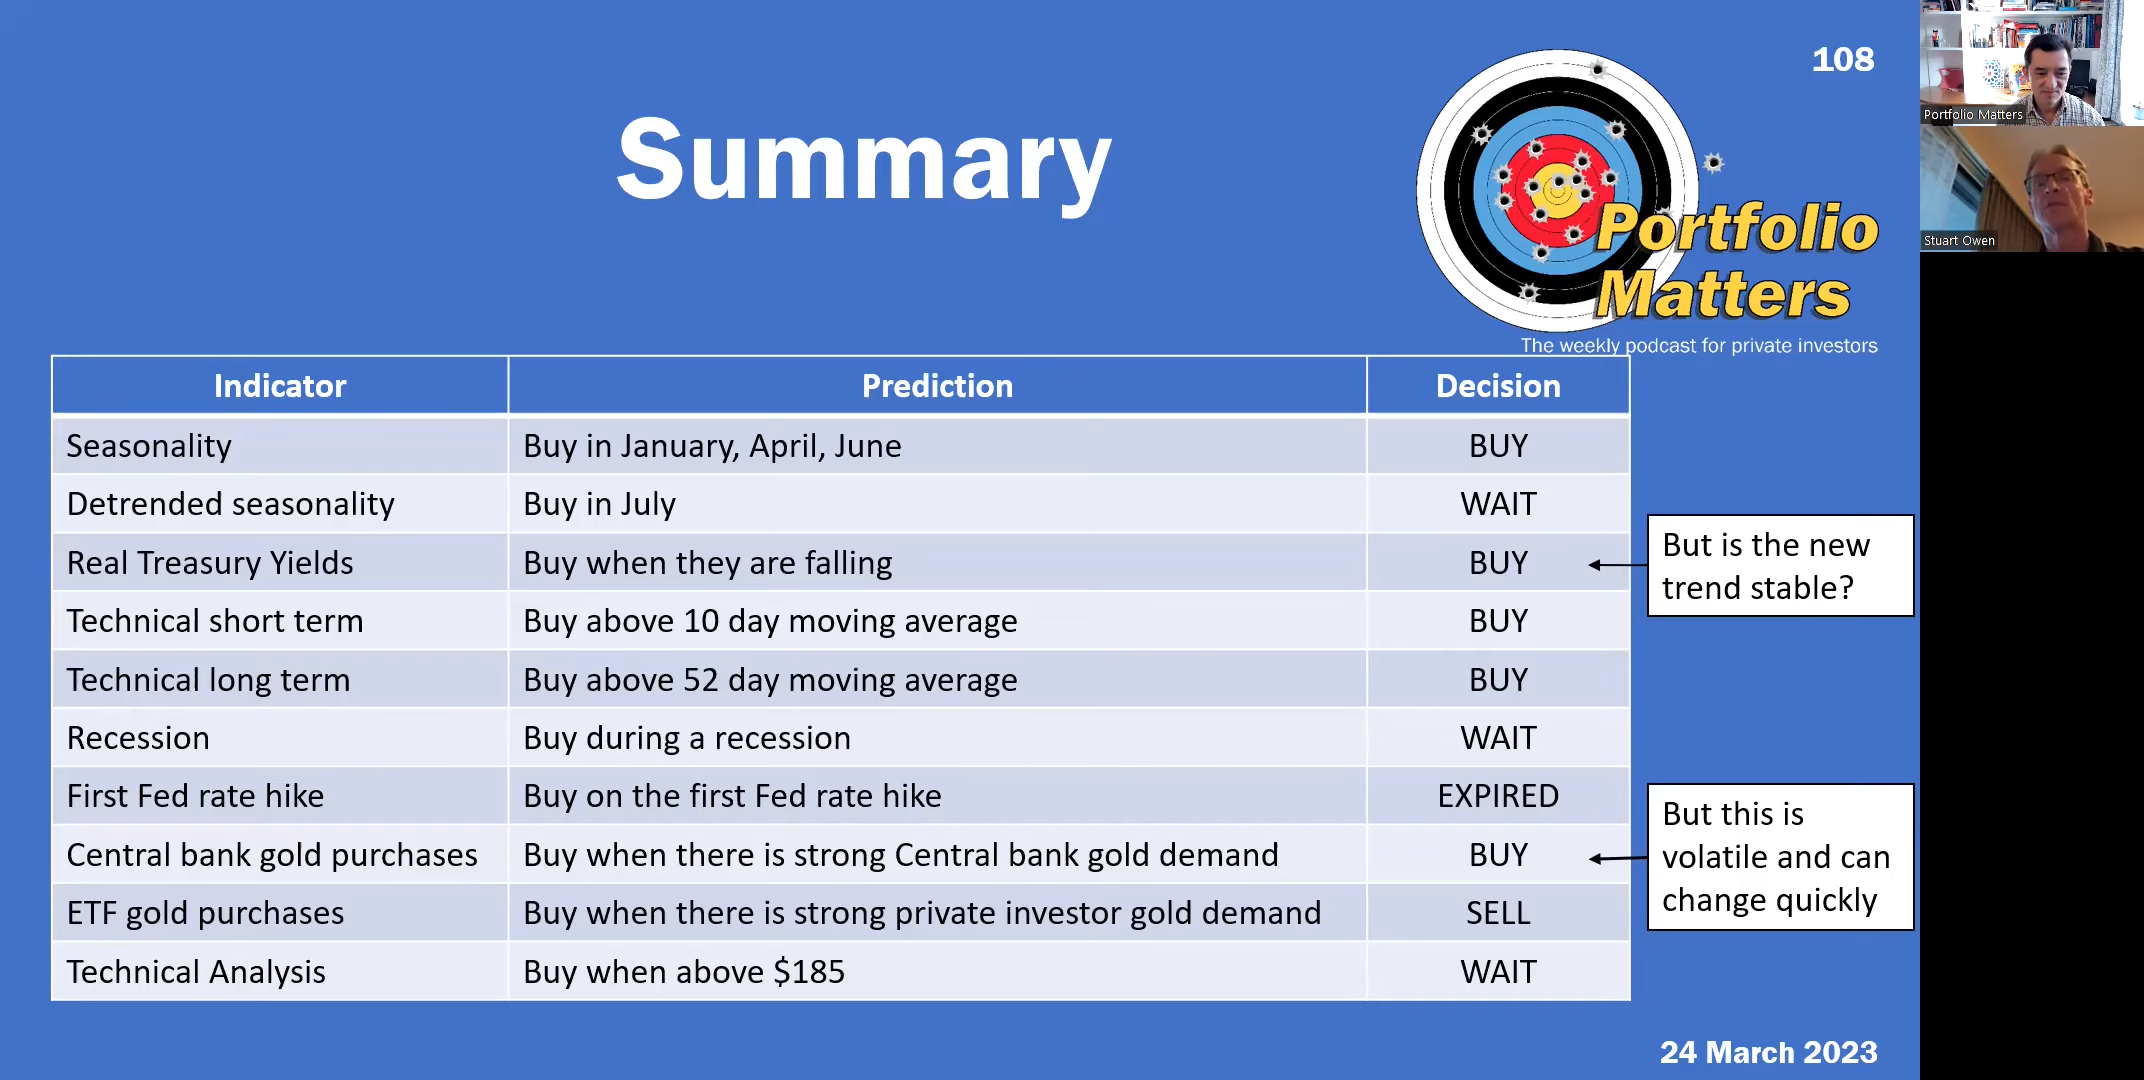 108
Summary
Portfolio
Matters
The weekly podcast for private investors
Indicator Prediction Decision
Seasonality Buy in January, April, June BUY
Detrended seasonality Buy in July WAIT
Real Treasury Yields Buy when they are falling BUY
But is the new
trend stable?
Technical short term Buy above 10 day moving average BUY
Technical long term Buy above 52 day moving average BUY
Recession Buy during a recession WAIT
First Fed rate hike Buy on the first Fed rate hike EXPIRED
Central bank gold purchases Buy when there is strong Central bank gold demand BUY
But this is
volatile and can
change quickly
ETF gold purchases Buy when there is strong private investor gold demand SELL
Technical Analysis Buy when above $185 WAIT
24 March 2023
Portfolio Matters
Stuart Owen